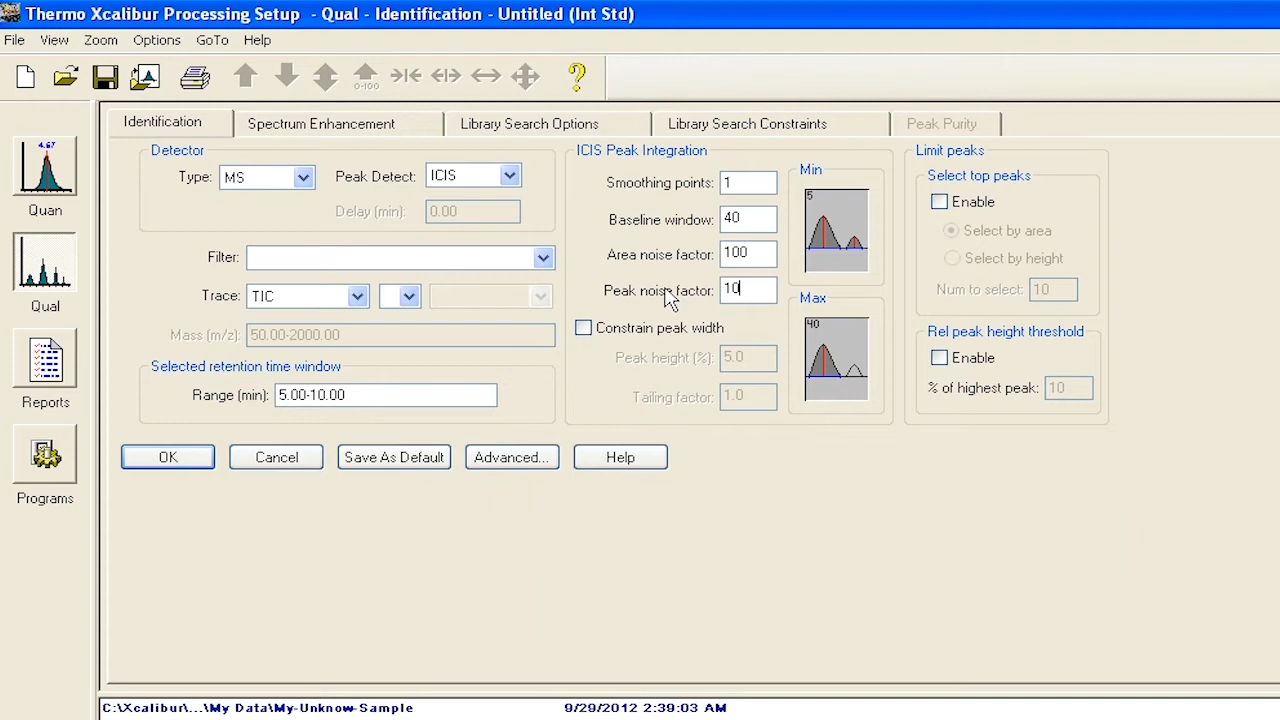 Thermo Xcalibur Processing Setup - Qual - Identification - Untitled (Int Std)
File View Zoom Options GoTo Help
0-100
?
Identification Spectrum Enhancement Library Search Options Library Search Constraints Peak Purity
4.67
Quan
Qual
Reports
Programs
Detector
Type: MS Peak Detect: ICIS
Delay (min): 0.00
Filter:
Trace: TIC
Mass (m/z): 50.00-2000.00
Selected retention time window
Range (min): 5.00-10.00
ICIS Peak Integration
Smoothing points: 1
Baseline window: 40
Area noise factor: 100
Peak noise factor: 10
Constrain peak width
Peak height (%): 5.0
Tailing factor: 1.0
Min
5
Max
40
Limit peaks
Select top peaks
Enable
Select by area
Select by height
Num to select: 10
Rel peak height threshold
Enable
% of highest peak: 10
OK Cancel Save As Default Advanced... Help
C:\Xcalibur\...\My Data\My-Unknow-Sample 9/29/2012 2:39:03 AM